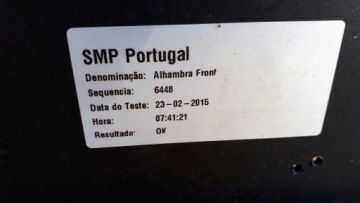 SMP Portugal
Denominação: Alhambra Front
Sequencia: 6448
Data do Teste: 23-02-2015
Hora: 07:41:21
Resultado: OK